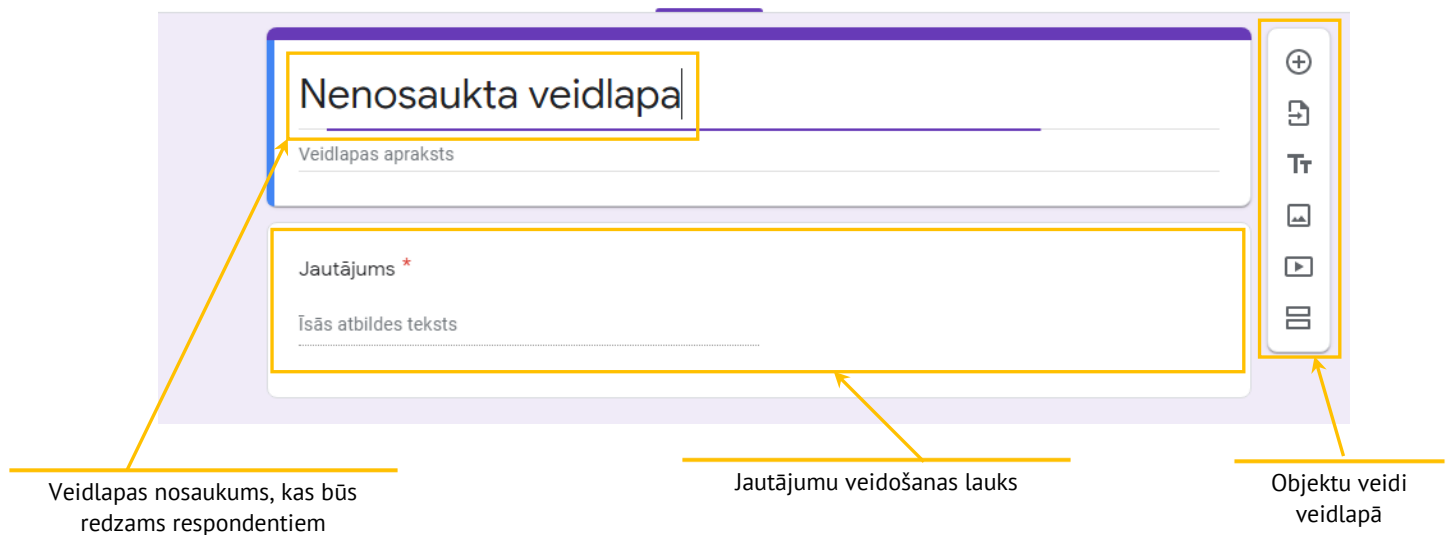 Nenosaukta veidlapa
Veidlapas apraksts
Jautājums *
Īsās atbildes teksts
Veidlapas nosaukums, kas būs
redzams respondentiem
Jautājumu veidošanas lauks
Objektu veidi
veidlapā